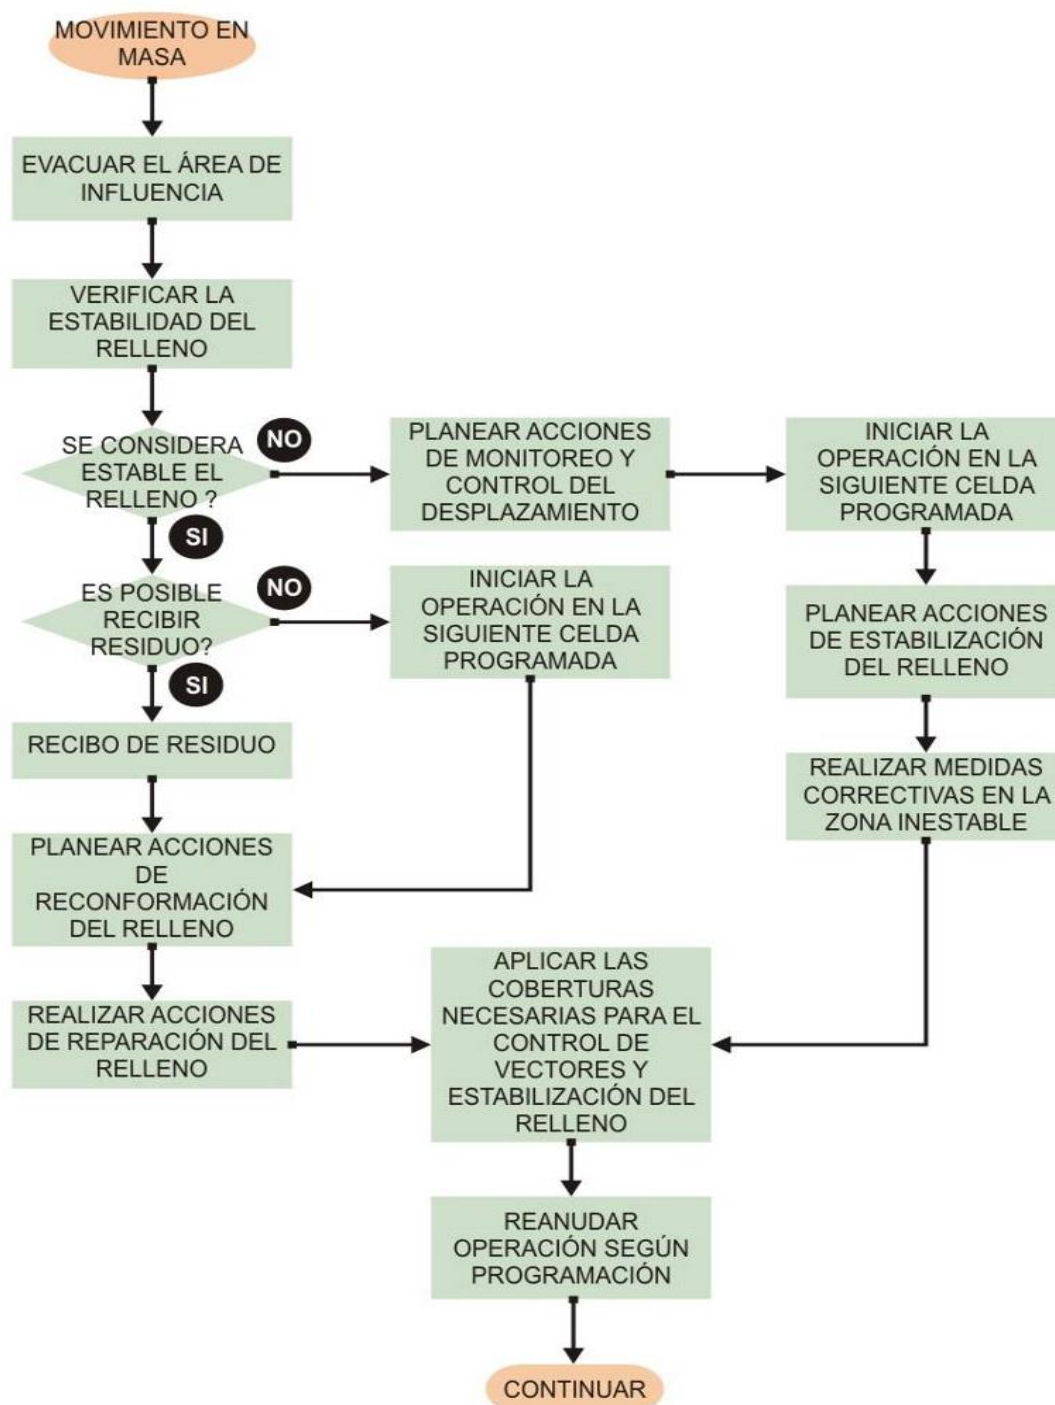 MOVIMIENTO EN
MASA
EVACUAR EL ÁREA DE
INFLUENCIA
VERIFICAR LA
ESTABILIDAD DEL
RELLENO
SE CONSIDERA
ESTABLE EL
RELLENO ?
NO
PLANEAR ACCIONES
DE MONITOREO Y
CONTROL DEL
DESPLAZAMIENTO
INICIAR LA
OPERACIÓN EN LA
SIGUIENTE CELDA
PROGRAMADA
SI
ES POSIBLE
RECIBIR
RESIDUO?
NO
INICIAR LA
OPERACIÓN EN LA
SIGUIENTE CELDA
PROGRAMADA
PLANEAR ACCIONES
DE ESTABILIZACIÓN
DEL RELLENO
SI
RECIBO DE RESIDUO
REALIZAR MEDIDAS
CORRECTIVAS EN LA
ZONA INESTABLE
PLANEAR ACCIONES
DE
RECONFORMACIÓN
DEL RELLENO
REALIZAR ACCIONES
DE REPARACIÓN DEL
RELLENO
APLICAR LAS
COBERTURAS
NECESARIAS PARA EL
CONTROL DE
VECTORES Y
ESTABILIZACIÓN DEL
RELLENO
REANUDAR
OPERACIÓN SEGÚN
PROGRAMACIÓN
CONTINUAR